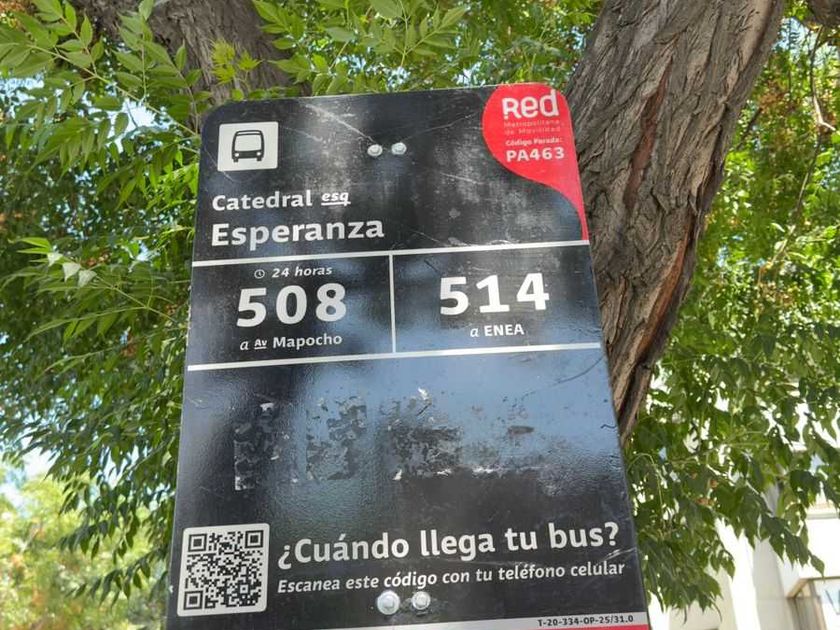 Red
Metropolitana
de Movilidad
Código Parada:
PA463
Catedral esq
Esperanza
24 horas
508
a Av Mapocho
514
a ENEA
¿Cuándo llega tu bus?
Escanea este código con tu teléfono celular
T-20-334-OP-25/31.0